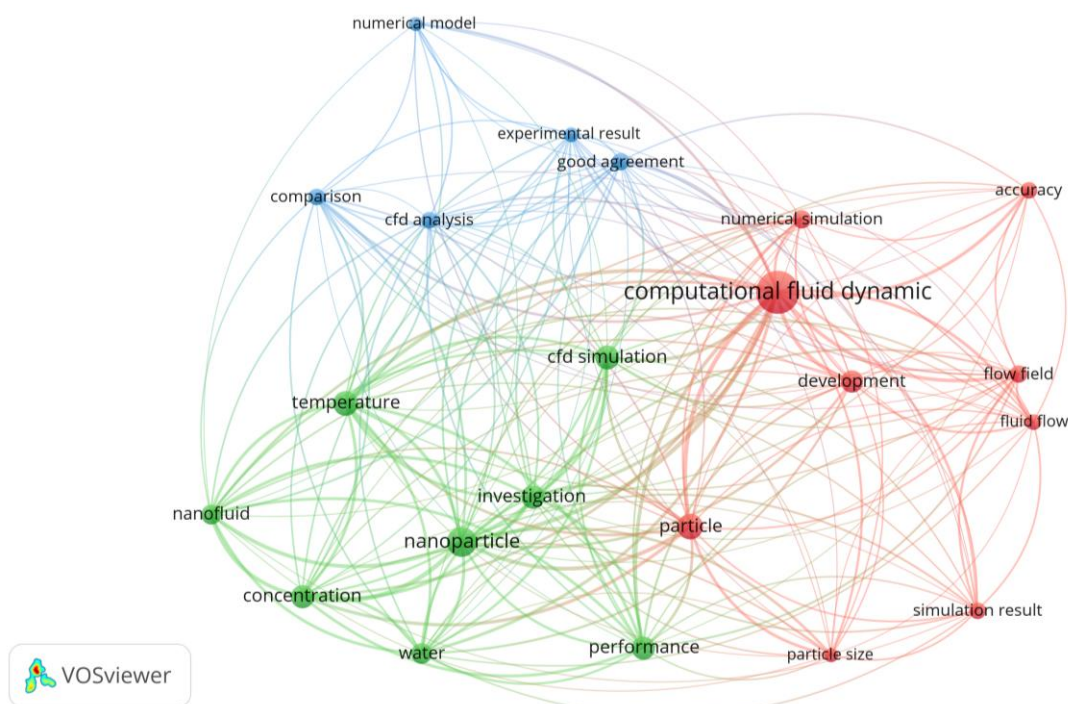 numerical model
experimental result
good agreement
comparison
cfd analysis
numerical simulation
accuracy
computational fluid dynamic
cfd simulation
development
flow field
temperature
fluid flow
investigation
nanofluid
nanoparticle
particle
concentration
simulation result
water
performance
particle size
VOSviewer